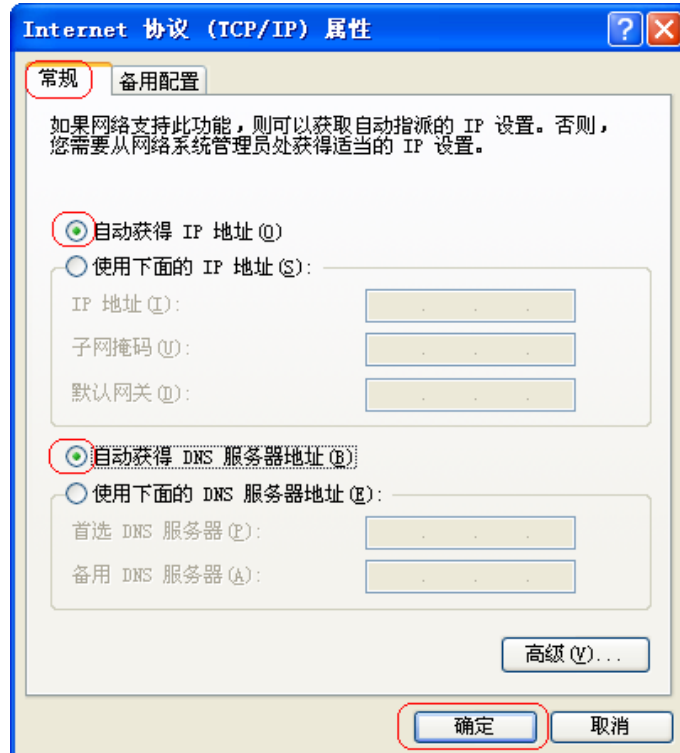 Internet 协议 (TCP/IP) 属性
常规 备用配置
如果网络支持此功能,则可以获取自动指派的 IP 设置。否则,
您需要从网络系统管理员处获得适当的 IP 设置。
自动获得 IP 地址(O)
使用下面的 IP 地址(S):
IP 地址(I):
子网掩码(U):
默认网关(D):
自动获得 DNS 服务器地址(B)
使用下面的 DNS 服务器地址(E):
首选 DNS 服务器(P):
备用 DNS 服务器(A):
高级(V)...
确定 取消